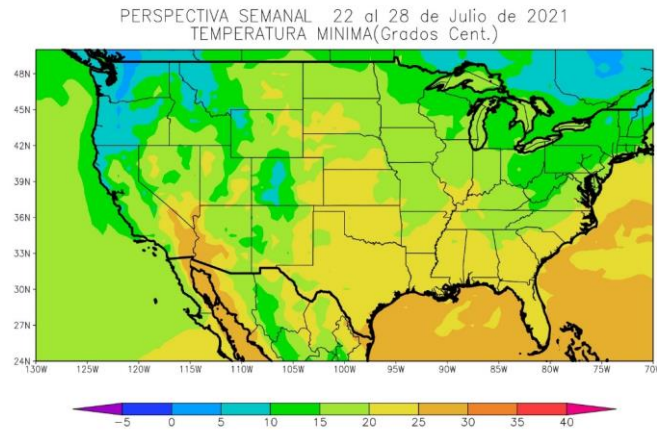 PERSPECTIVA SEMANAL 22 al 28 de Julio de 2021
TEMPERATURA MINIMA(Grados Cent.)
48N
45N
42N
39N
36N
33N
30N
27N
24N
130W 125W 120W 115W 110W 105W 100W 95W 90W 85W 80W 75W 70W
-5 0 5 10 15 20 25 30 35 40